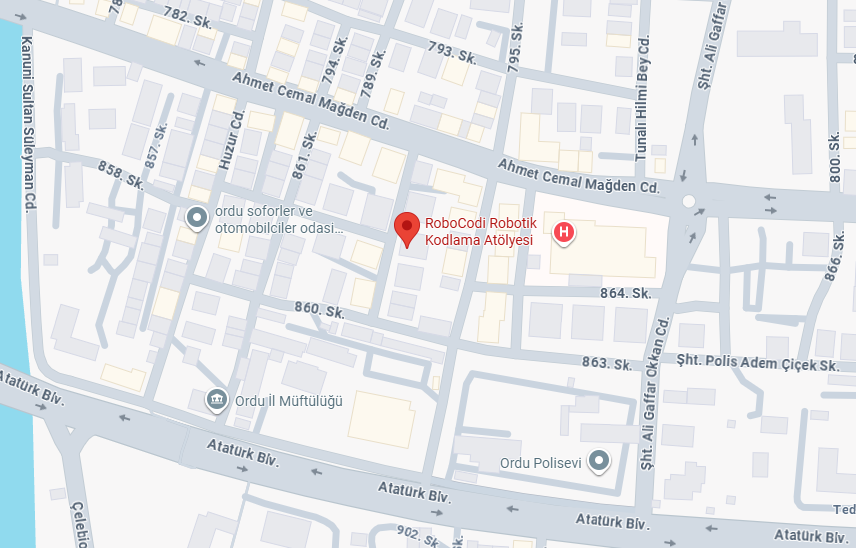 782. Sk.
78
793. Sk.
794. Sk.
789. Sk.
795. Sk.
Tunalı Hilmi Bey Cd.
Şht. Ali Gaffar
Kanuni Sultan Süleyman Cd.
Ahmet Cemal Mağden Cd.
857. Sk.
Huzur Cd.
861. Sk.
858. Sk.
Ahmet Cemal Mağden Cd.
800. Sk.
ordu soforler ve
otomobilciler odasi...
RoboCodi Robotik
Kodlama Atölyesi
H
866. Sk.
864. Sk.
860. Sk.
863. Sk.
Şht. Polis Adem Çiçek Sk.
Şht. Ali Gaffar Okkan Cd.
Atatürk Blv.
Ordu İl Müftülüğü
Atatürk Blv.
Ordu Polisevi
Atatürk Blv.
Çelebio
902. Sk.
Atatürk Blv.
Ted
Atatürk Blv.